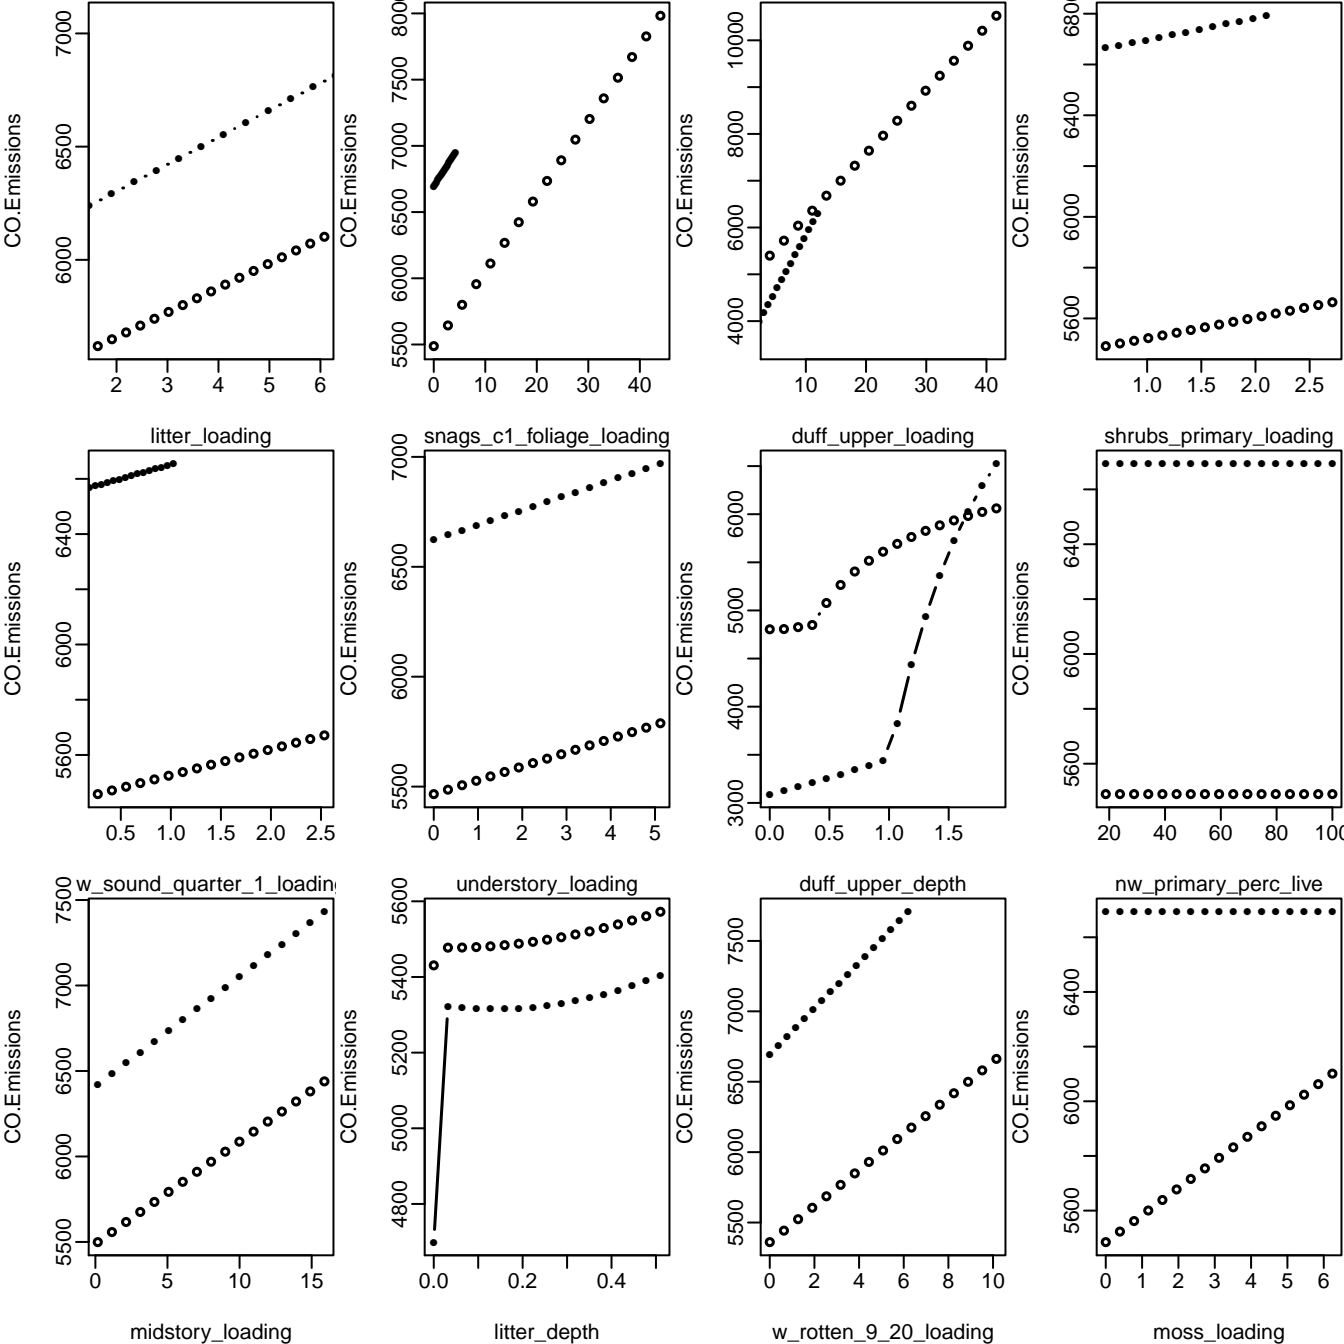 7000
6500
6000
CO.Emissions
2 3 4 5 6
litter_loading
8000
7500
7000
6500
6000
5500
CO.Emissions
0 10 20 30 40
snags_c1_foliage_loading
10000
8000
6000
4000
CO.Emissions
10 20 30 40
duff_upper_loading
6800
6400
6000
5600
CO.Emissions
1.0 1.5 2.0 2.5
shrubs_primary_loading
6400
6000
5600
CO.Emissions
0.5 1.0 1.5 2.0 2.5
w_sound_quarter_1_loading
7000
6500
6000
5500
CO.Emissions
0 1 2 3 4 5
understory_loading
6000
5000
4000
3000
CO.Emissions
0.0 0.5 1.0 1.5
duff_upper_depth
6400
6000
5600
CO.Emissions
20 40 60 80 100
nw_primary_perc_live
7500
7000
6500
6000
5500
CO.Emissions
0 5 10 15
midstory_loading
5600
5400
5200
5000
4800
CO.Emissions
0.0 0.2 0.4
litter_depth
7500
7000
6500
6000
5500
CO.Emissions
0 2 4 6 8 10
w_rotten_9_20_loading
6400
6000
5600
CO.Emissions
0 1 2 3 4 5 6
moss_loading